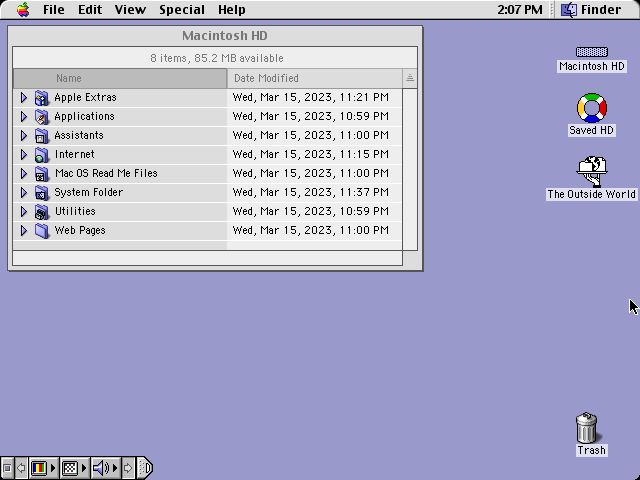 File Edit View Special Help 2:07 PM Finder
Macintosh HD
8 items, 85.2 MB available
Name Date Modified
Apple Extras Wed, Mar 15, 2023, 11:21 PM
Applications Wed, Mar 15, 2023, 10:59 PM
Assistants Wed, Mar 15, 2023, 11:00 PM
Internet Wed, Mar 15, 2023, 11:15 PM
Mac OS Read Me Files Wed, Mar 15, 2023, 11:00 PM
System Folder Wed, Mar 15, 2023, 11:37 PM
Utilities Wed, Mar 15, 2023, 10:59 PM
Web Pages Wed, Mar 15, 2023, 11:00 PM
Macintosh HD
Saved HD
The Outside World
Trash